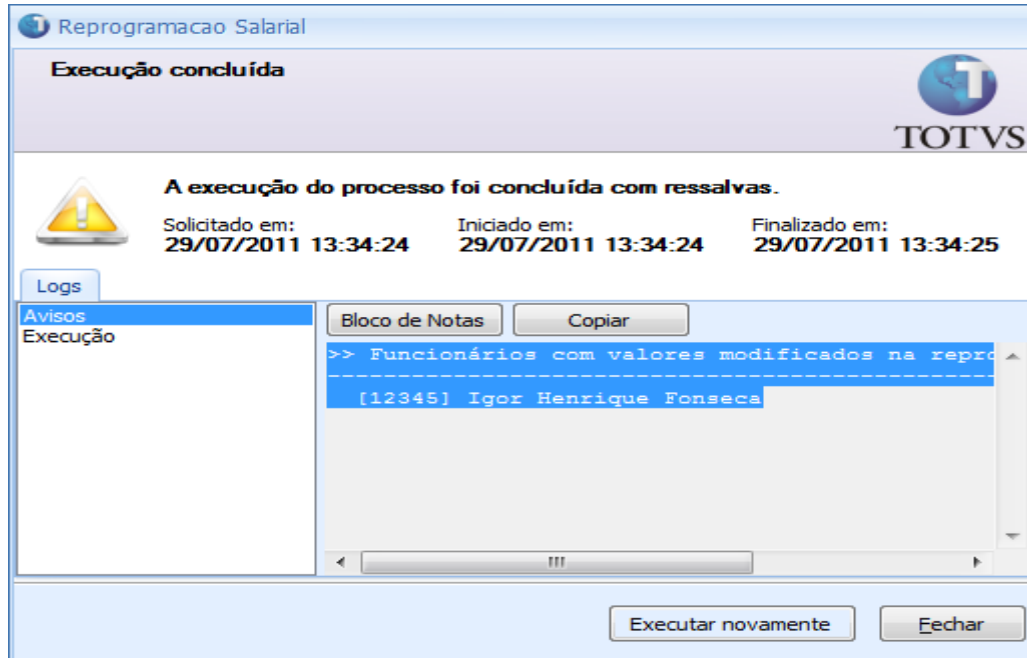 Reprogramacao Salarial
Execução concluída
TOTVS
A execução do processo foi concluída com ressalvas.
Solicitado em: Iniciado em: Finalizado em:
29/07/2011 13:34:24 29/07/2011 13:34:24 29/07/2011 13:34:25
Logs
Avisos
Execução
Bloco de Notas Copiar
>> Funcionários com valores modificados na repro
------------------------------------------------
[12345] Igor Henrique Fonseca
Executar novamente Fechar